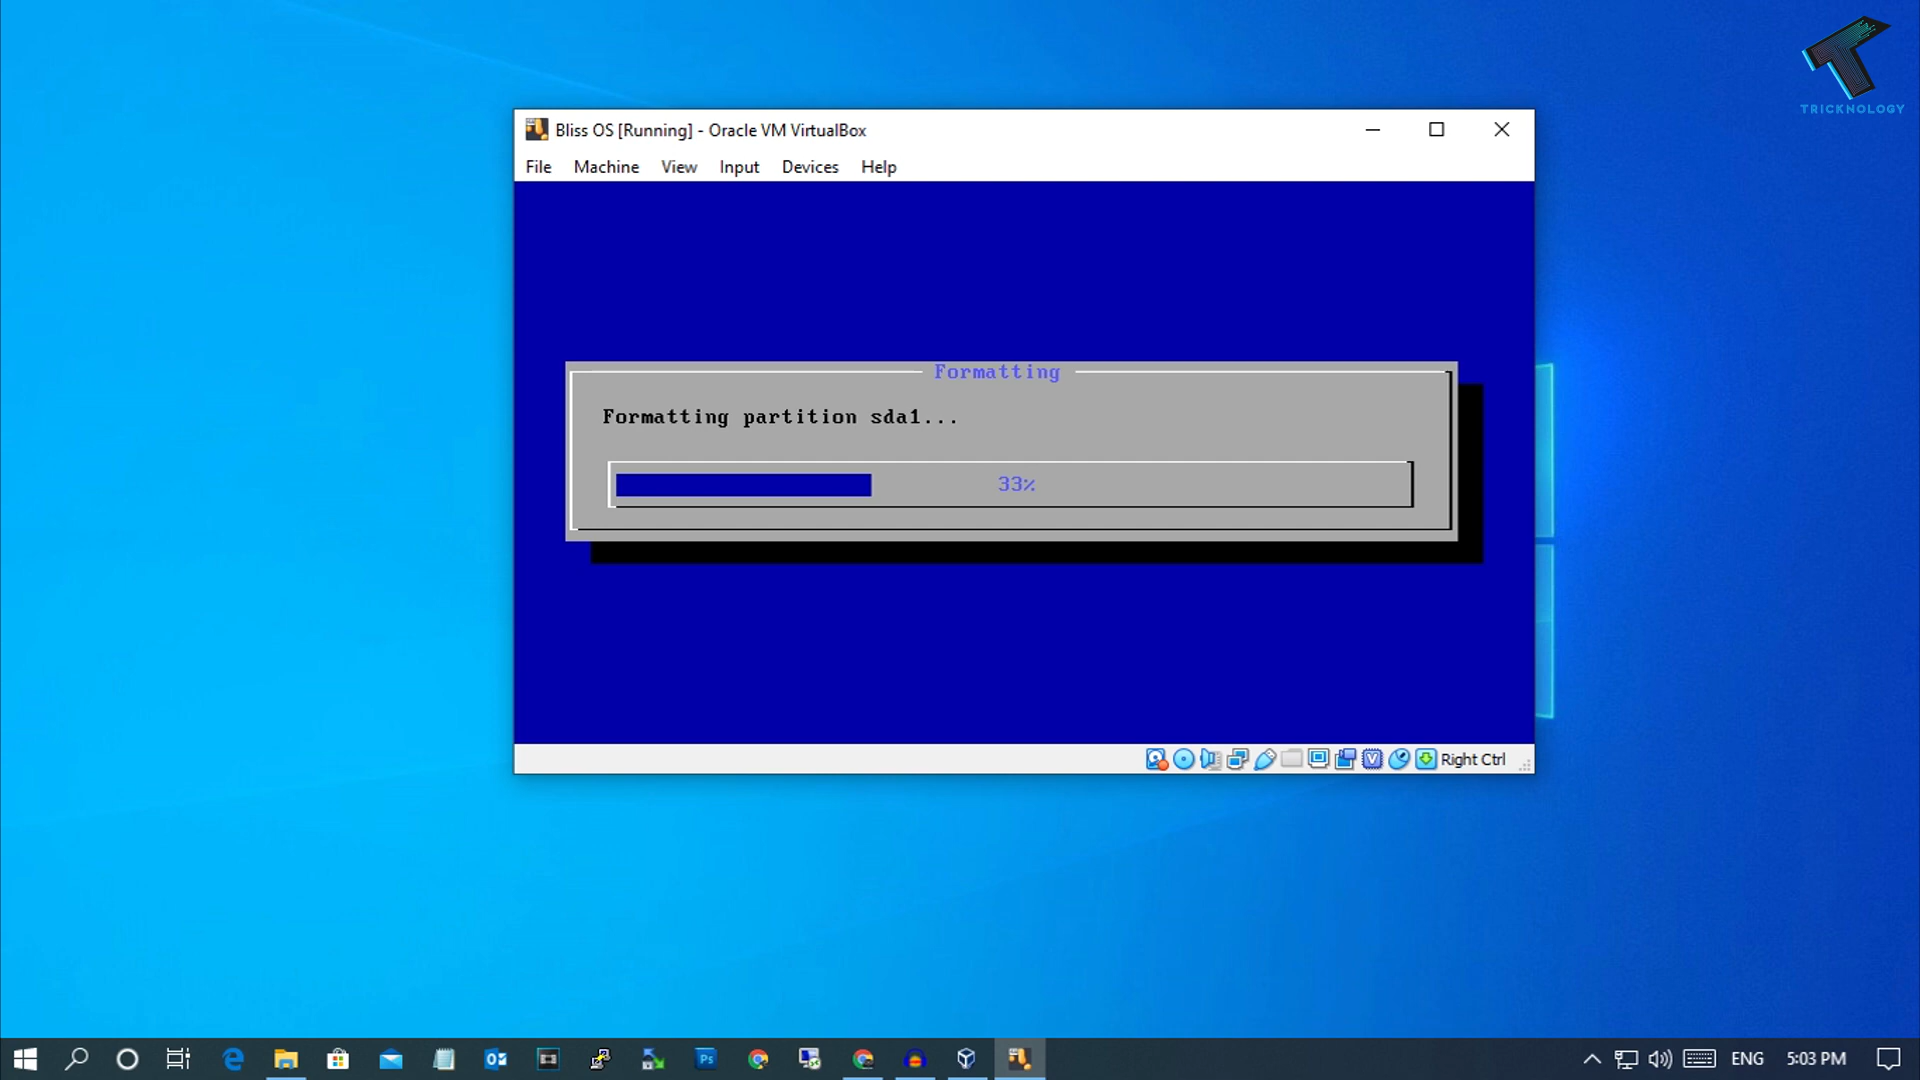 TRICKNOLOGY
Bliss OS [Running] - Oracle VM VirtualBox
File Machine View Input Devices Help
Formatting
Formatting partition sda1...
33%
Right Ctrl
Ps
ENG 5:03 PM